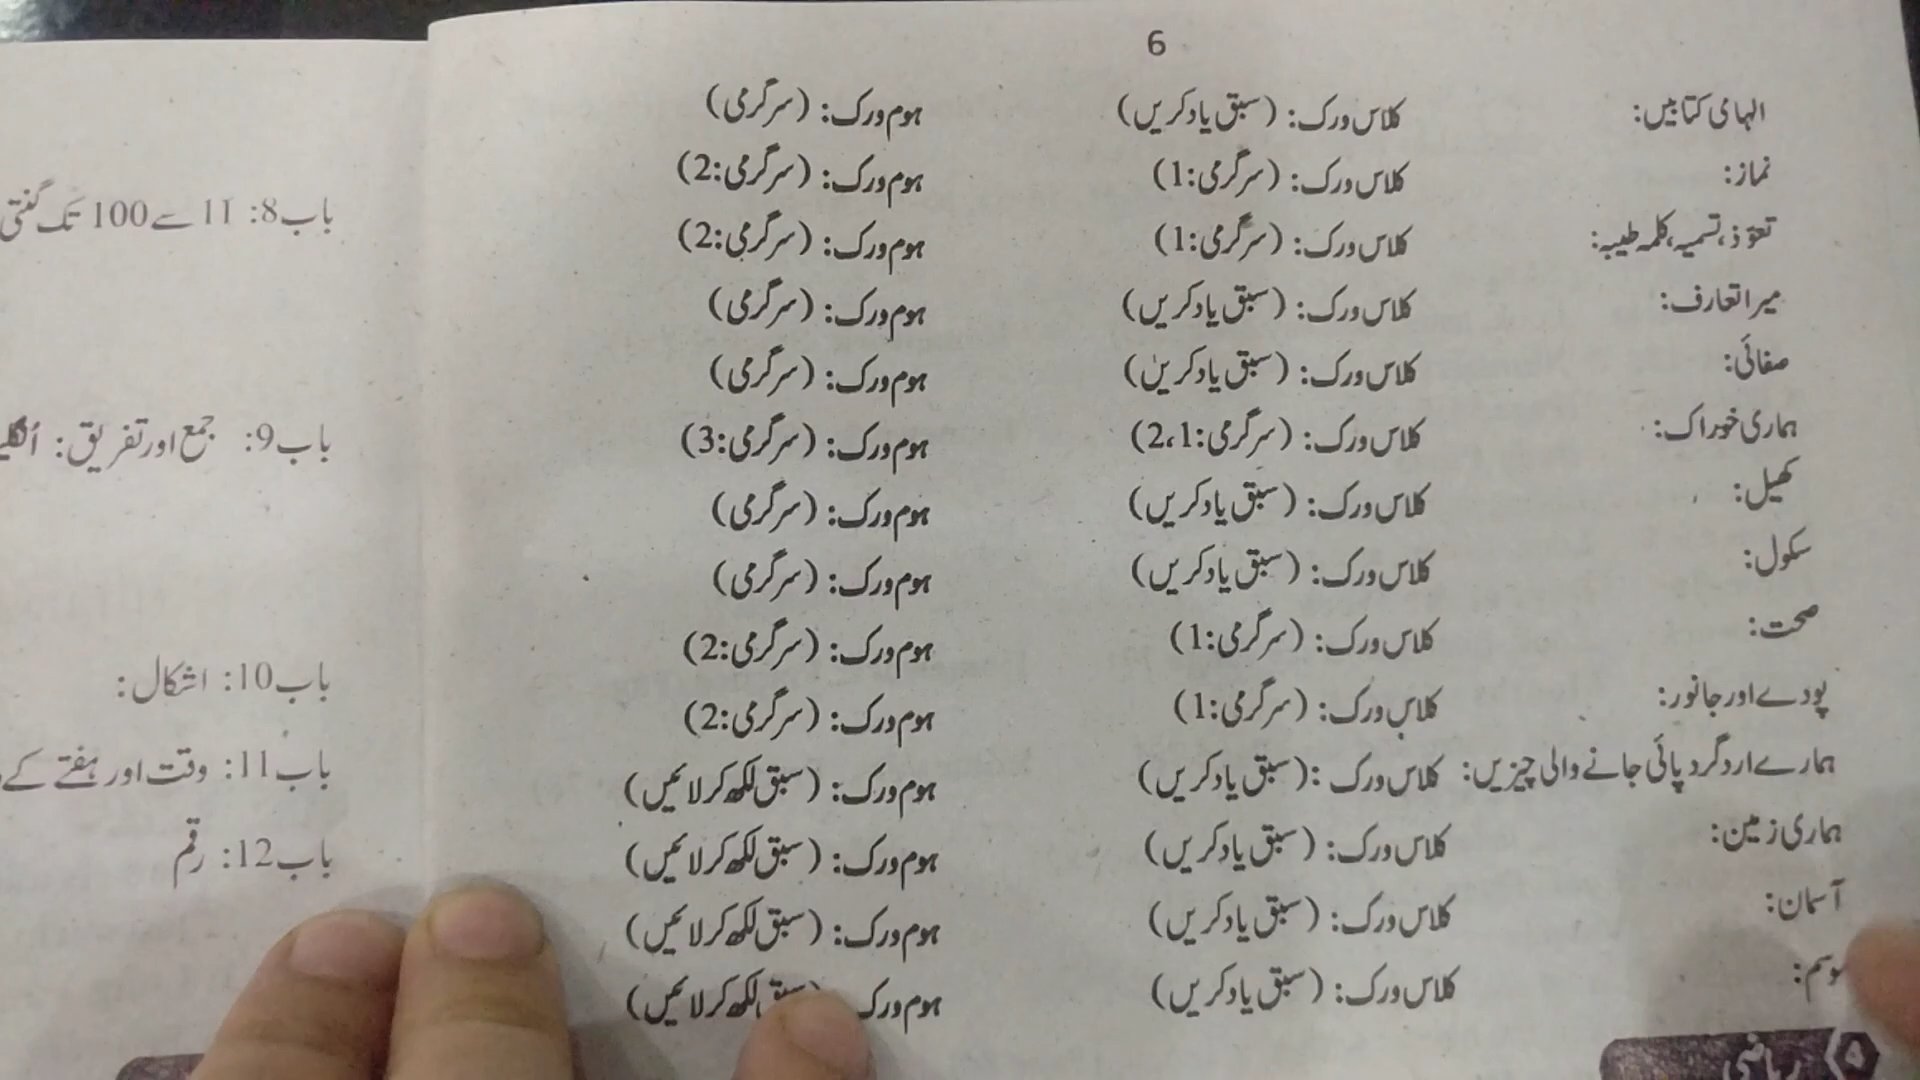 6
الہامی کتابیں: کلاس ورک: (سبق یاد کریں) ہوم ورک: (سرگرمی)
نماز: کلاس ورک: (سرگرمی:1) ہوم ورک: (سرگرمی:2)
تعوّذ، تسمیہ، کلمہ طیبہ: کلاس ورک: (سرگرمی:1) ہوم ورک: (سرگرمی:2)
میرا تعارف: کلاس ورک: (سبق یاد کریں) ہوم ورک: (سرگرمی)
صفائی: کلاس ورک: (سبق یاد کریں) ہوم ورک: (سرگرمی)
ہماری خوراک: کلاس ورک: (سرگرمی:2،1) ہوم ورک: (سرگرمی:3)
کھیل: کلاس ورک: (سبق یاد کریں) ہوم ورک: (سرگرمی)
سکول: کلاس ورک: (سبق یاد کریں) ہوم ورک: (سرگرمی)
صحت: کلاس ورک: (سرگرمی:1) ہوم ورک: (سرگرمی:2)
پودے اور جانور: کلاس ورک: (سرگرمی:1) ہوم ورک: (سرگرمی:2)
ہمارے اردگرد پائی جانے والی چیزیں: کلاس ورک: (سبق یاد کریں) ہوم ورک: (سبق لکھ کر لائیں)
ہماری زمین: کلاس ورک: (سبق یاد کریں) ہوم ورک: (سبق لکھ کر لائیں)
آسمان: کلاس ورک: (سبق یاد کریں) ہوم ورک: (سبق لکھ کر لائیں)
موسم: کلاس ورک: (سبق یاد کریں) ہوم ورک (سبق لکھ کر لائیں)
ریاضی
باب 8: 11 سے 100 تک گنتی
باب 9: جمع اور تفریق:
باب 10: اشکال:
باب 11: وقت اور ہفتے کے
باب 12: رقم